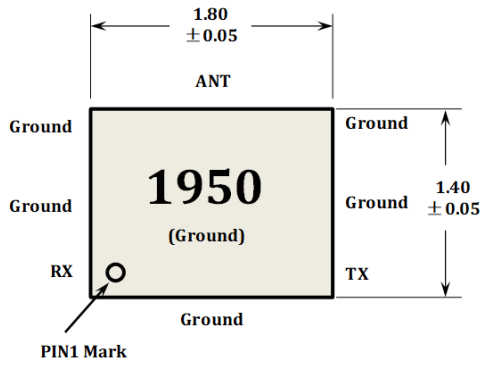 1.80
±0.05
ANT
Ground
Ground
1950
1.40
±0.05
Ground
Ground
(Ground)
RX
TX
Ground
PIN1 Mark